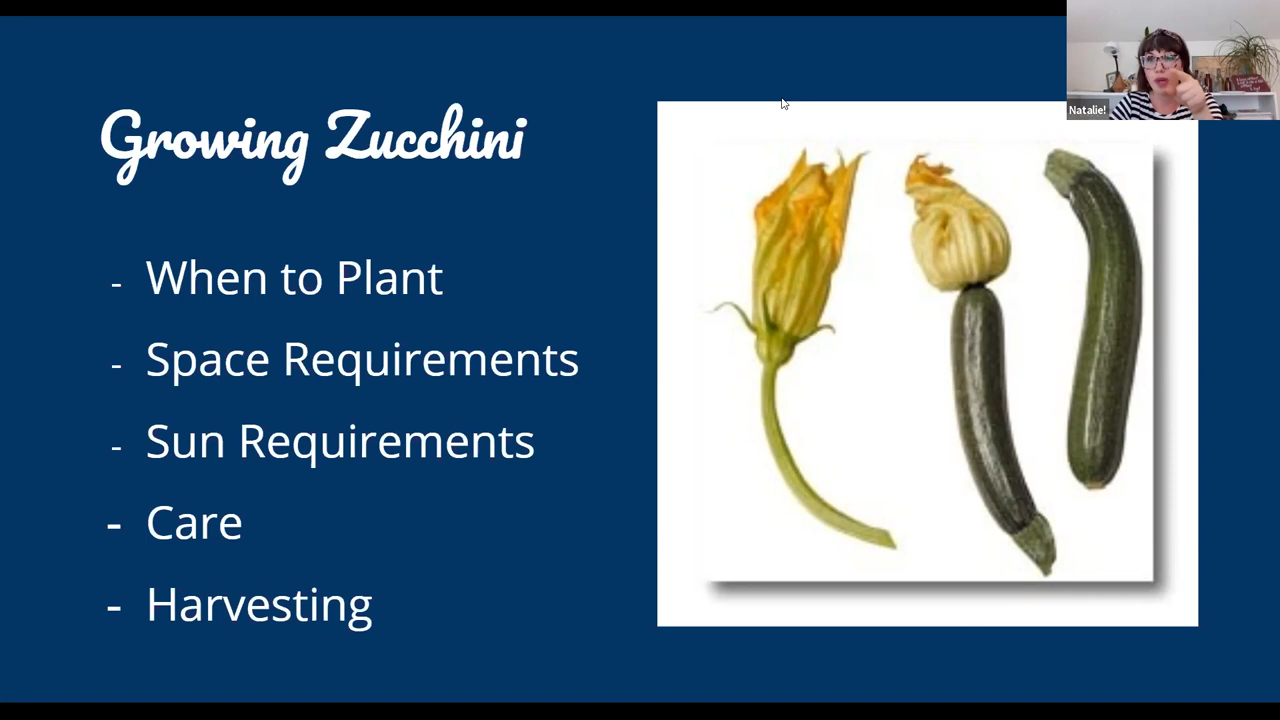 Growing Zucchini
- When to Plant
- Space Requirements
- Sun Requirements
- Care
- Harvesting
Natalie!